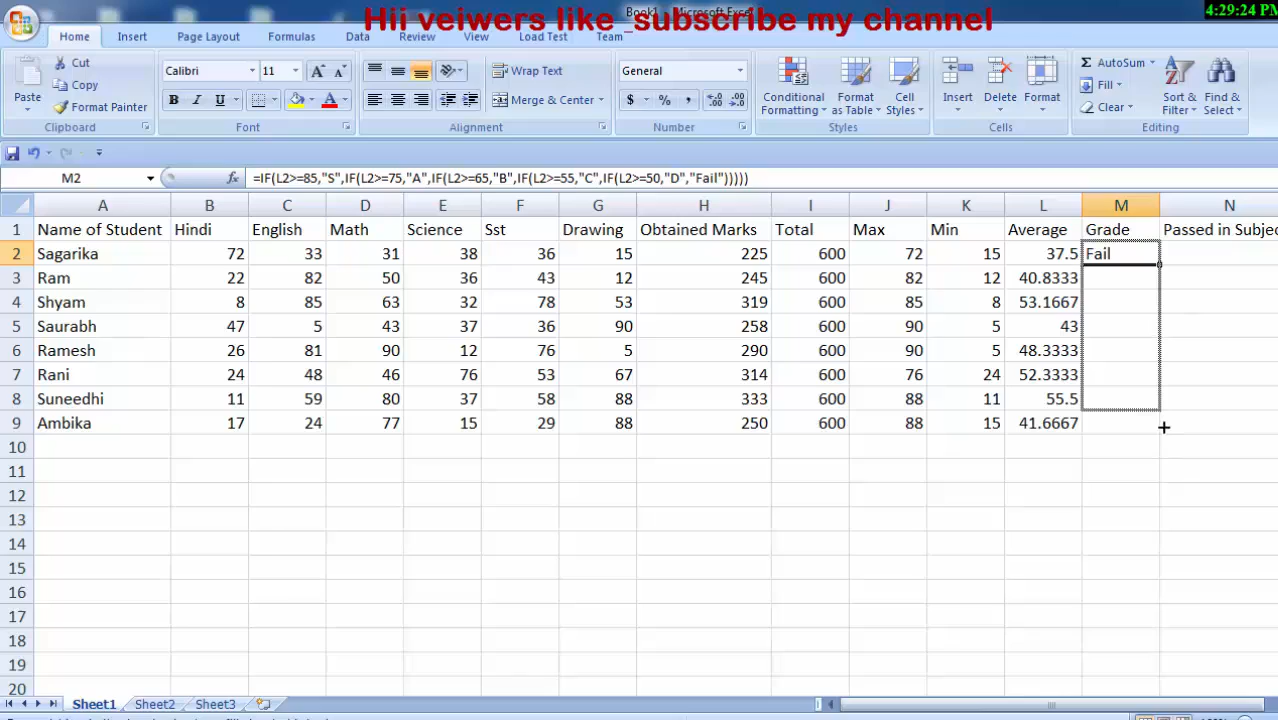 Book1 - Microsoft Excel
Hii veiwers like _subscribe my channel
4:29:24 PM
Home Insert Page Layout Formulas Data Review View Load Test Team
Paste Cut Copy Format Painter
Calibri 11 B I U A A A
Wrap Text Merge & Center
General $ % ,
Conditional Formatting Format as Table Cell Styles
Insert Delete Format
Σ AutoSum Fill Clear Sort & Filter Find & Select
Clipboard Font Alignment Number Styles Cells Editing
M2 fx =IF(L2>=85,"S",IF(L2>=75,"A",IF(L2>=65,"B",IF(L2>=55,"C",IF(L2>=50,"D","Fail")))))
A B C D E F G H I J K L M N
1 Name of Student Hindi English Math Science Sst Drawing Obtained Marks Total Max Min Average Grade Passed in Subjec
2 Sagarika 72 33 31 38 36 15 225 600 72 15 37.5 Fail
3 Ram 22 82 50 36 43 12 245 600 82 12 40.8333
4 Shyam 8 85 63 32 78 53 319 600 85 8 53.1667
5 Saurabh 47 5 43 37 36 90 258 600 90 5 43
6 Ramesh 26 81 90 12 76 5 290 600 90 5 48.3333
7 Rani 24 48 46 76 53 67 314 600 76 24 52.3333
8 Suneedhi 11 59 80 37 58 88 333 600 88 11 55.5
9 Ambika 17 24 77 15 29 88 250 600 88 15 41.6667
10
11
12
13
14
15
16
17
18
19
20
Sheet1 Sheet2 Sheet3